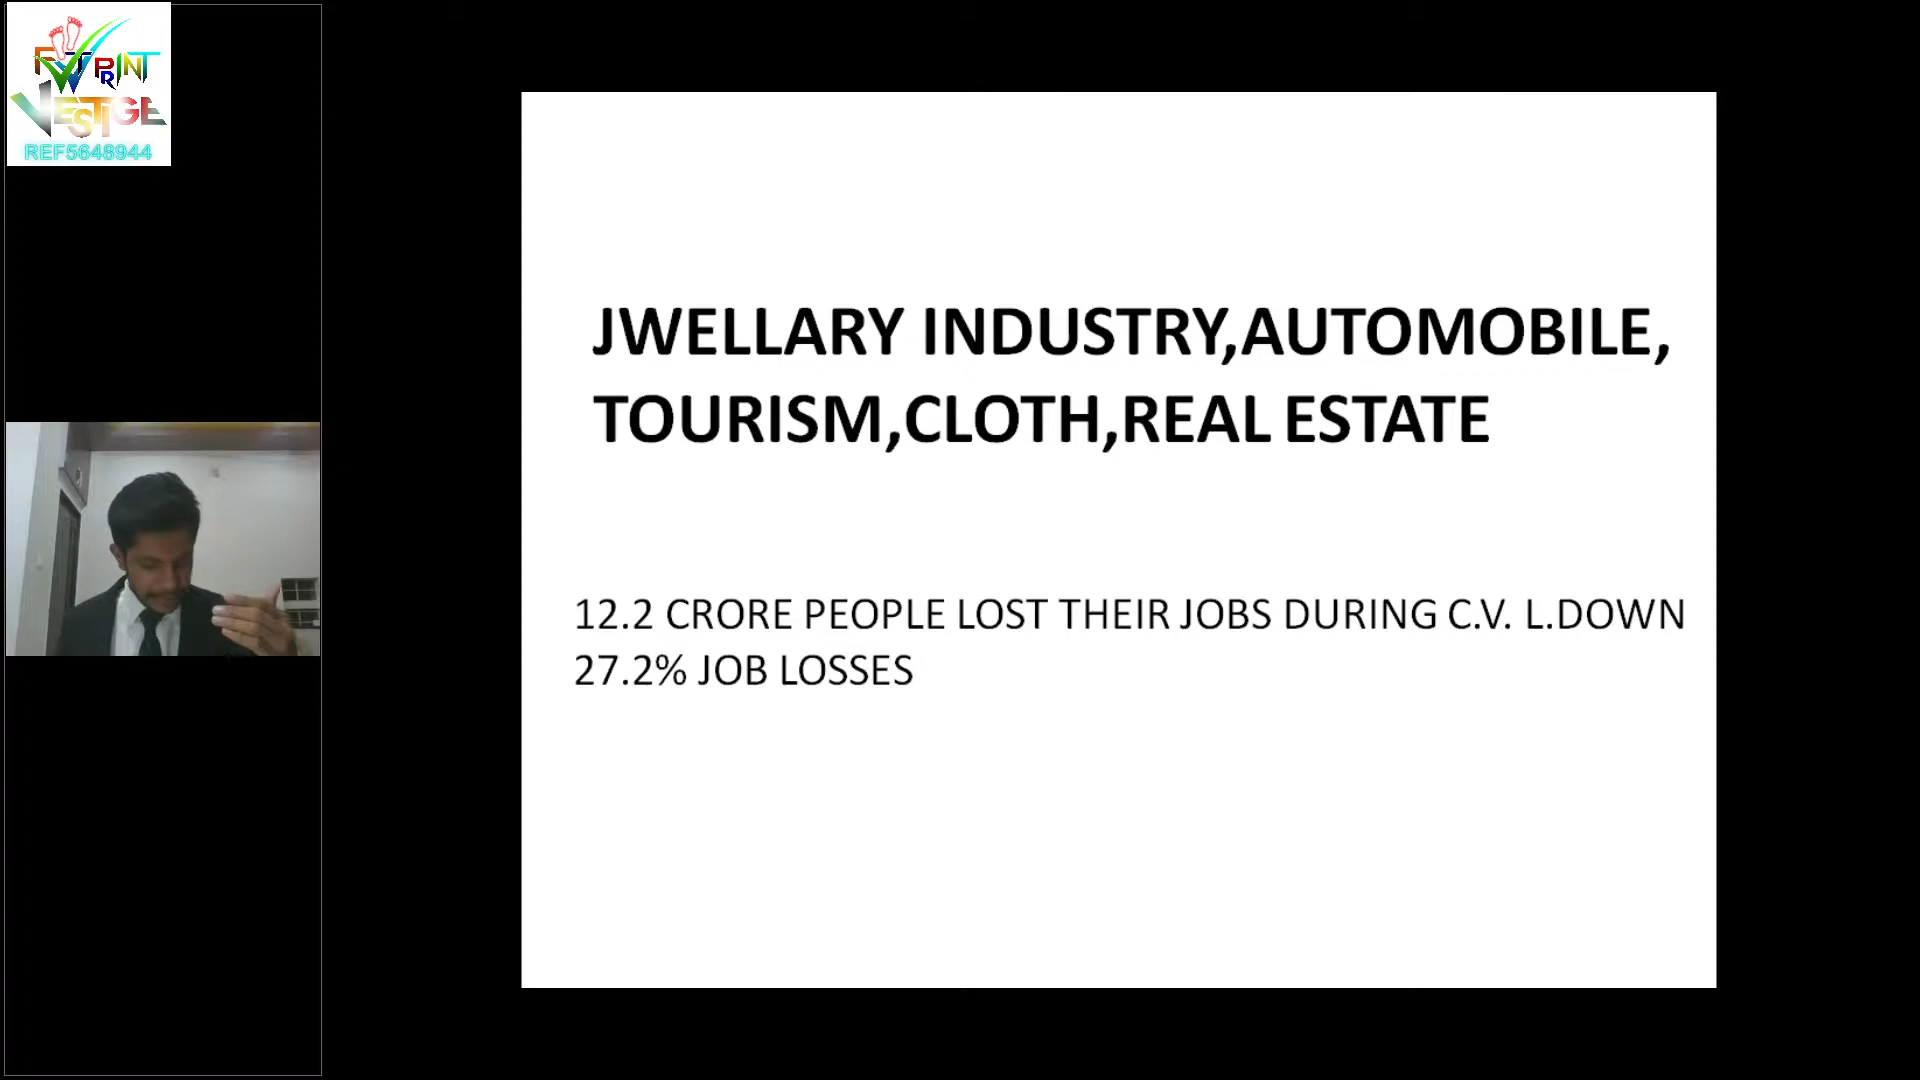 FOOTPRINT
VESTIGE
REF5648944
JWELLARY INDUSTRY,AUTOMOBILE,
TOURISM,CLOTH,REAL ESTATE
12.2 CRORE PEOPLE LOST THEIR JOBS DURING C.V. L.DOWN
27.2% JOB LOSSES